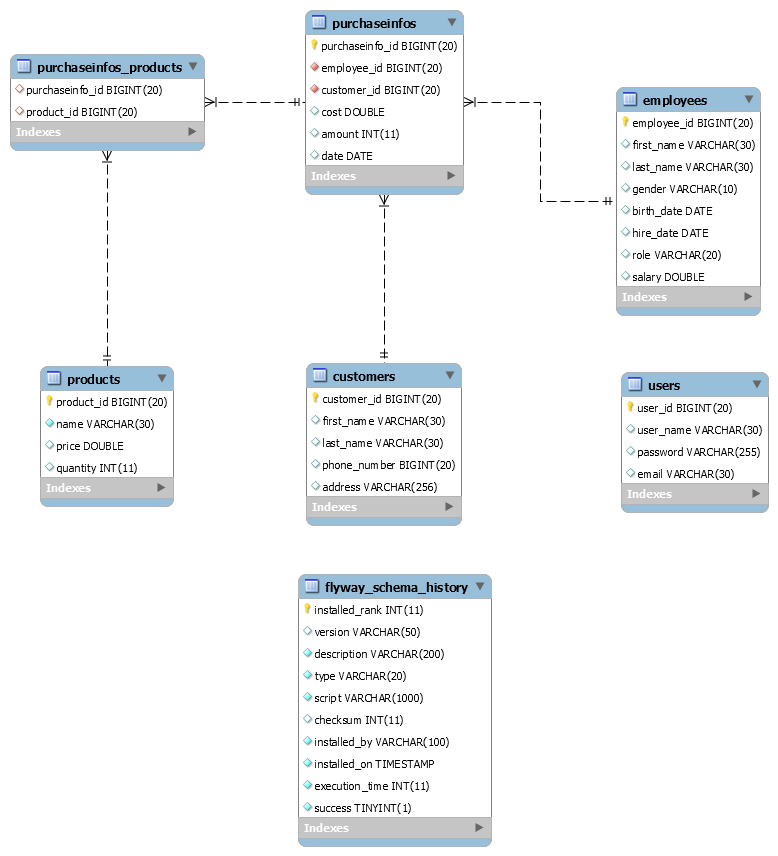 purchaseinfos
purchaseinfo_id BIGINT(20)
employee_id BIGINT(20)
customer_id BIGINT(20)
cost DOUBLE
amount INT(11)
date DATE
Indexes
purchaseinfos_products
purchaseinfo_id BIGINT(20)
product_id BIGINT(20)
Indexes
employees
employee_id BIGINT(20)
first_name VARCHAR(30)
last_name VARCHAR(30)
gender VARCHAR(10)
birth_date DATE
hire_date DATE
role VARCHAR(20)
salary DOUBLE
Indexes
products
product_id BIGINT(20)
name VARCHAR(30)
price DOUBLE
quantity INT(11)
Indexes
customers
customer_id BIGINT(20)
first_name VARCHAR(30)
last_name VARCHAR(30)
phone_number BIGINT(20)
address VARCHAR(256)
Indexes
users
user_id BIGINT(20)
user_name VARCHAR(30)
password VARCHAR(255)
email VARCHAR(30)
Indexes
flyway_schema_history
installed_rank INT(11)
version VARCHAR(50)
description VARCHAR(200)
type VARCHAR(20)
script VARCHAR(1000)
checksum INT(11)
installed_by VARCHAR(100)
installed_on TIMESTAMP
execution_time INT(11)
success TINYINT(1)
Indexes